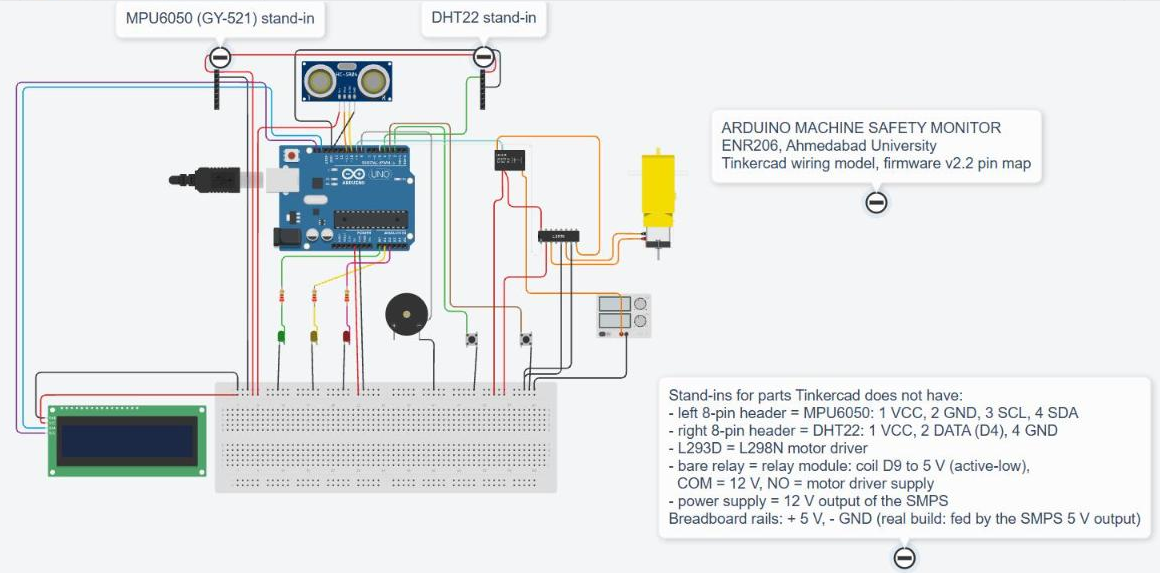 MPU6050 (GY-521) stand-in
DHT22 stand-in
HC-SR04
ARDUINO MACHINE SAFETY MONITOR
ENR206, Ahmedabad University
Tinkercad wiring model, firmware v2.2 pin map
UNO
ARDUINO
L293D
Stand-ins for parts Tinkercad does not have:
- left 8-pin header = MPU6050: 1 VCC, 2 GND, 3 SCL, 4 SDA
- right 8-pin header = DHT22: 1 VCC, 2 DATA (D4), 4 GND
- L293D = L298N motor driver
- bare relay = relay module: coil D9 to 5 V (active-low),
COM = 12 V, NO = motor driver supply
- power supply = 12 V output of the SMPS
Breadboard rails: + 5 V, - GND (real build: fed by the SMPS 5 V output)